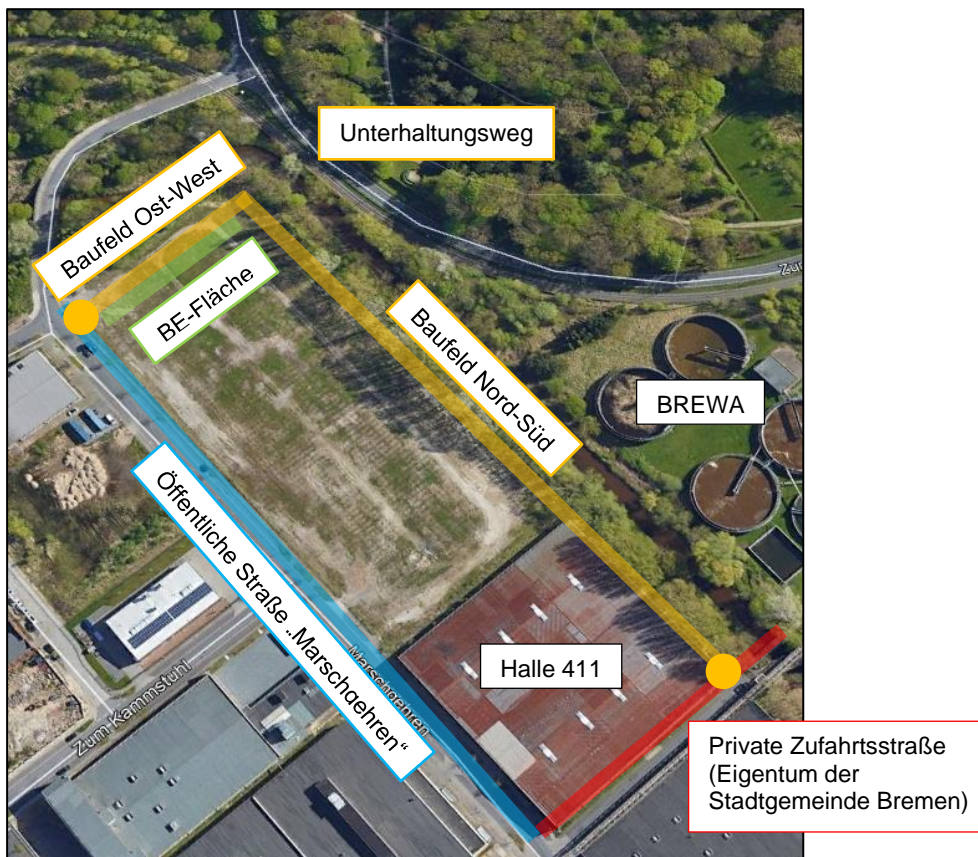 Unterhaltungsweg
Baufeld Ost-West
BE-Fläche
Zu
Baufeld Nord-Süd
BREWA
Öffentliche Straße „Marschgehren“
Marschgehren
Halle 411
Zum Kammstuhl
Private Zufahrtsstraße
(Eigentum der
Stadtgemeinde Bremen)